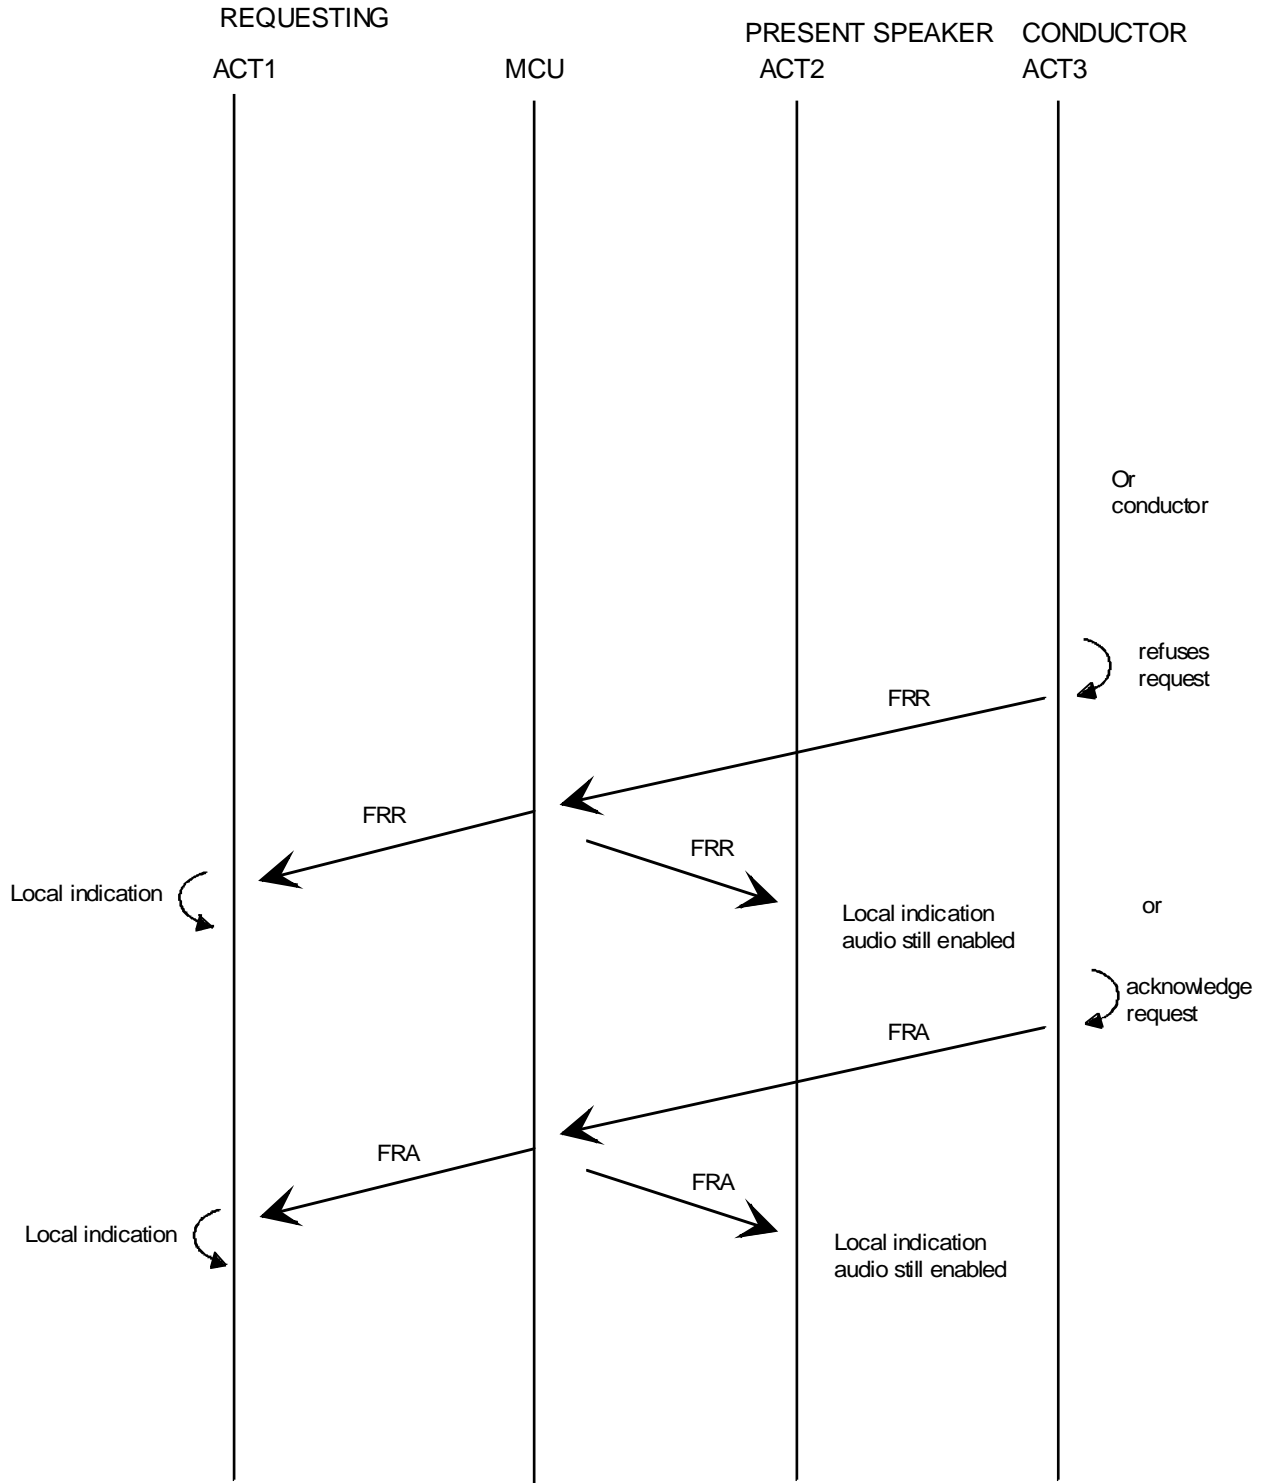 REQUESTING
PRESENT SPEAKER
CONDUCTOR
ACT1
MCU
ACT2
ACT3
Or
conductor
refuses
request
FRR
FRR
FRR
Local indication
Local indication
audio still enabled
or
acknowledge
request
FRA
FRA
FRA
Local indication
Local indication
audio still enabled